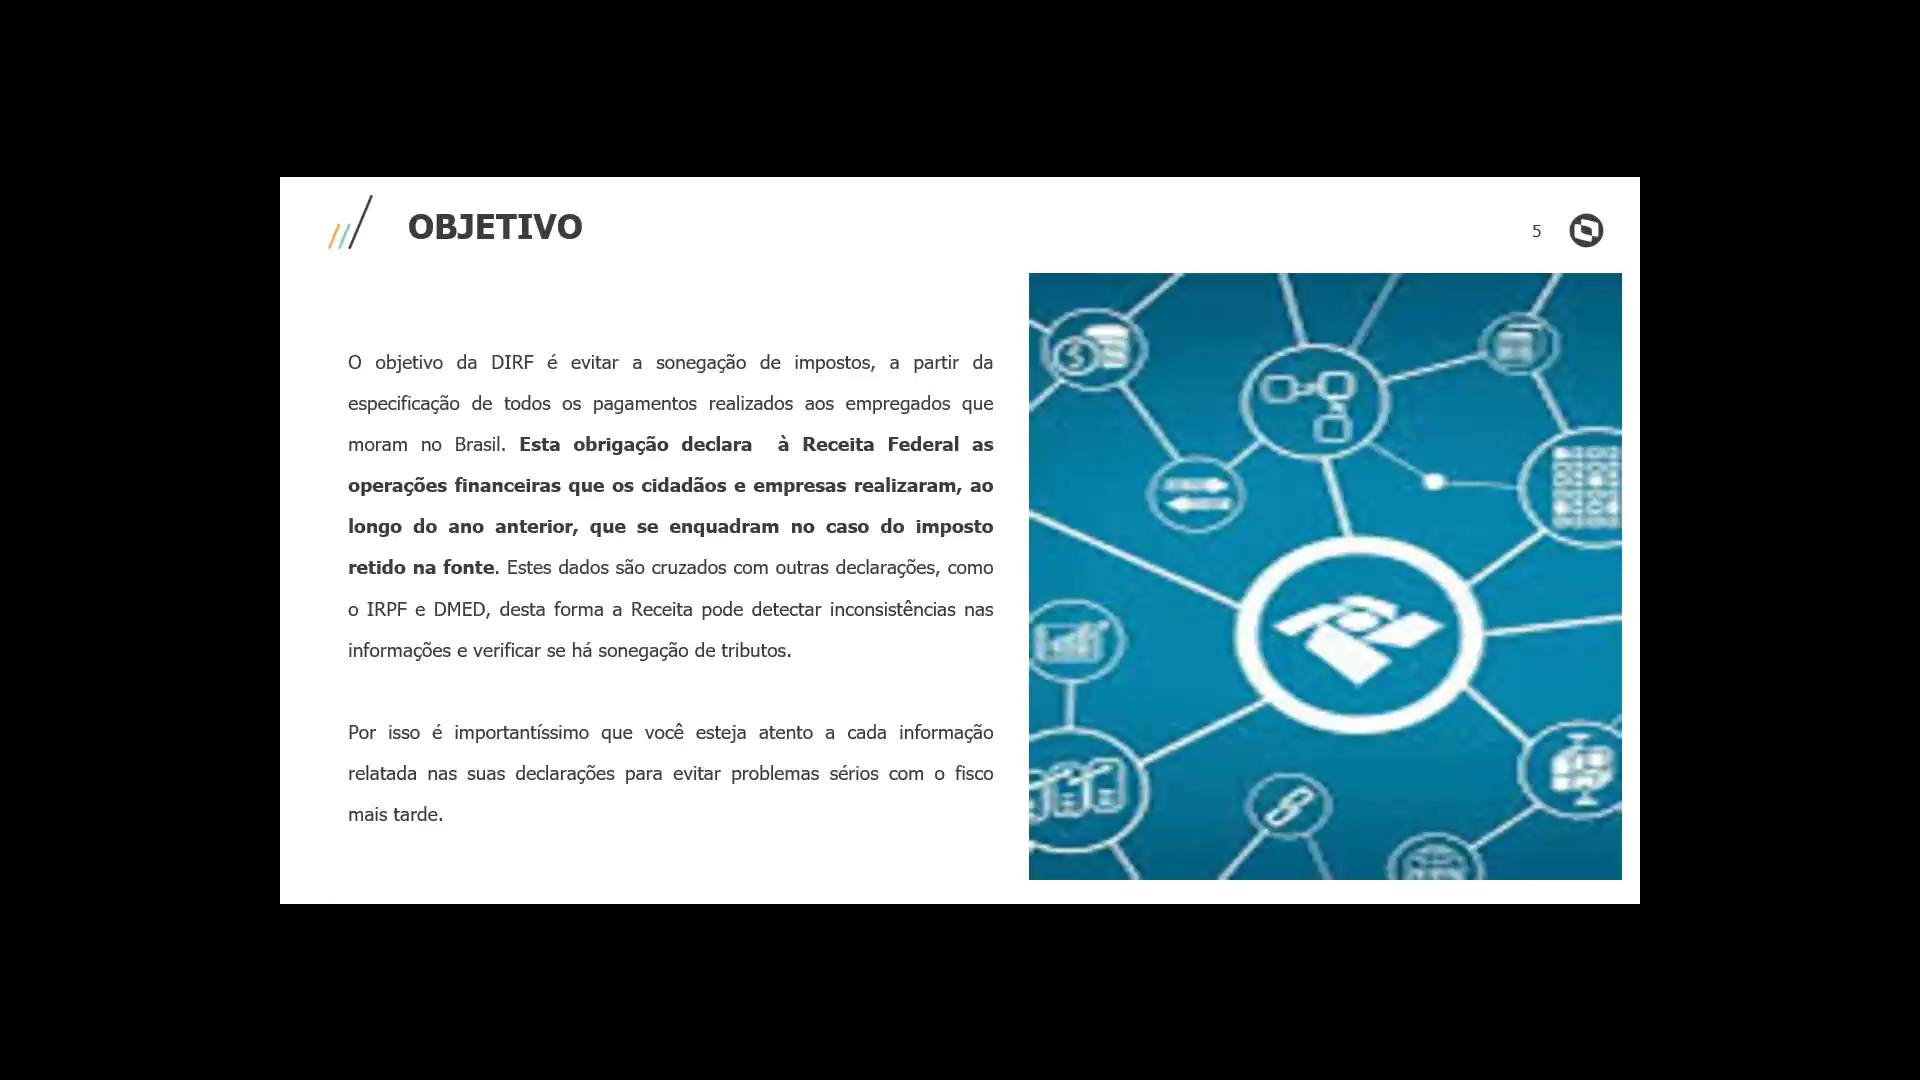 OBJETIVO
5
O objetivo da DIRF é evitar a sonegação de impostos, a partir da
especificação de todos os pagamentos realizados aos empregados que
moram no Brasil. Esta obrigação declara à Receita Federal as
operações financeiras que os cidadãos e empresas realizaram, ao
longo do ano anterior, que se enquadram no caso do imposto
retido na fonte. Estes dados são cruzados com outras declarações, como
o IRPF e DMED, desta forma a Receita pode detectar inconsistências nas
informações e verificar se há sonegação de tributos.
Por isso é importantíssimo que você esteja atento a cada informação
relatada nas suas declarações para evitar problemas sérios com o fisco
mais tarde.